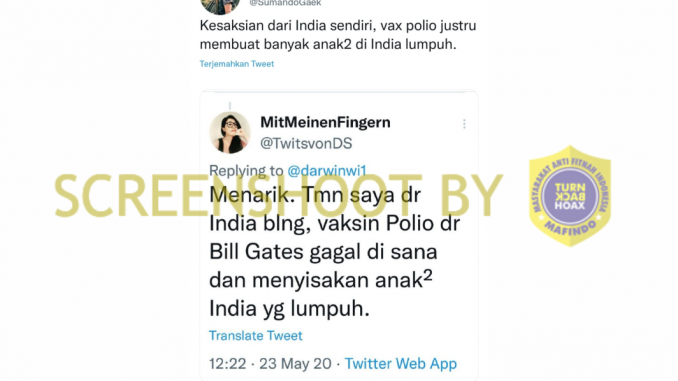 @SumandoGaek
Kesaksian dari India sendiri, vax polio justru
membuat banyak anak2 di India lumpuh.
Terjemahkan Tweet
MitMeinenFingern
@TwitsvonDS
Replying to @darwinwi1
Menarik. Tmn saya dr
India blng, vaksin Polio dr
Bill Gates gagal di sana
dan menyisakan anak²
India yg lumpuh.
Translate Tweet
12:22 · 23 May 20 · Twitter Web App
SCREENSHOOT BY
MASYARAKAT ANTI FITNAH INDONESIA
TURN
BACK
HOAX
MAFINDO